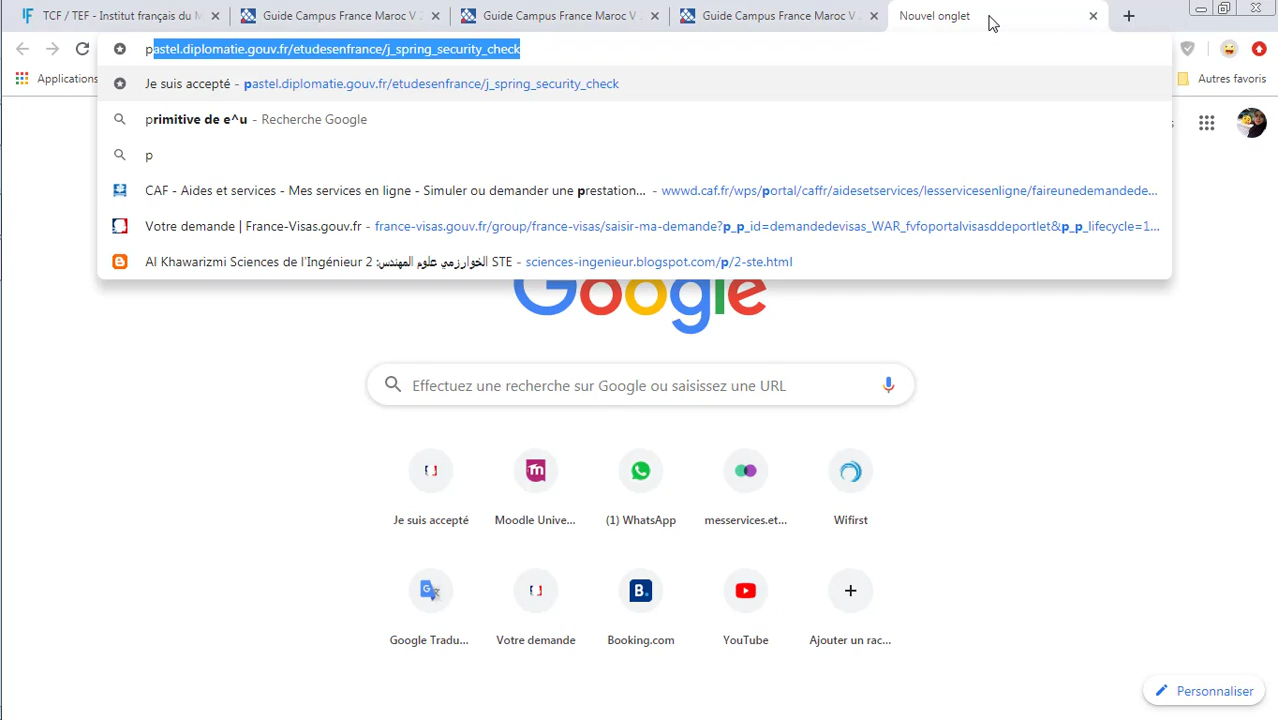 TCF / TEF - Institut français du M
Guide Campus France Maroc V
Guide Campus France Maroc V
Guide Campus France Maroc V
Nouvel onglet
pastel.diplomatie.gouv.fr/etudesenfrance/j_spring_security_check
Applications
Autres favoris
Je suis accepté - pastel.diplomatie.gouv.fr/etudesenfrance/j_spring_security_check
primitive de e^u - Recherche Google
p
CAF - Aides et services - Mes services en ligne - Simuler ou demander une prestation... - wwwd.caf.fr/wps/portal/caffr/aidesetservices/lesservicesenligne/faireunedemandede...
Votre demande | France-Visas.gouv.fr - france-visas.gouv.fr/group/france-visas/saisir-ma-demande?p_p_id=demandedevisas_WAR_fvfoportalvisasddeportlet&p_p_lifecycle=1...
Al Khawarizmi Sciences de l'Ingénieur 2 الخوارزمي علوم المهندس: STE - sciences-ingenieur.blogspot.com/p/2-ste.html
Google
Effectuez une recherche sur Google ou saisissez une URL
Je suis accepté
Moodle Unive...
(1) WhatsApp
messervices.et...
Wifirst
Google Tradu...
Votre demande
Booking.com
YouTube
Ajouter un rac...
Personnaliser